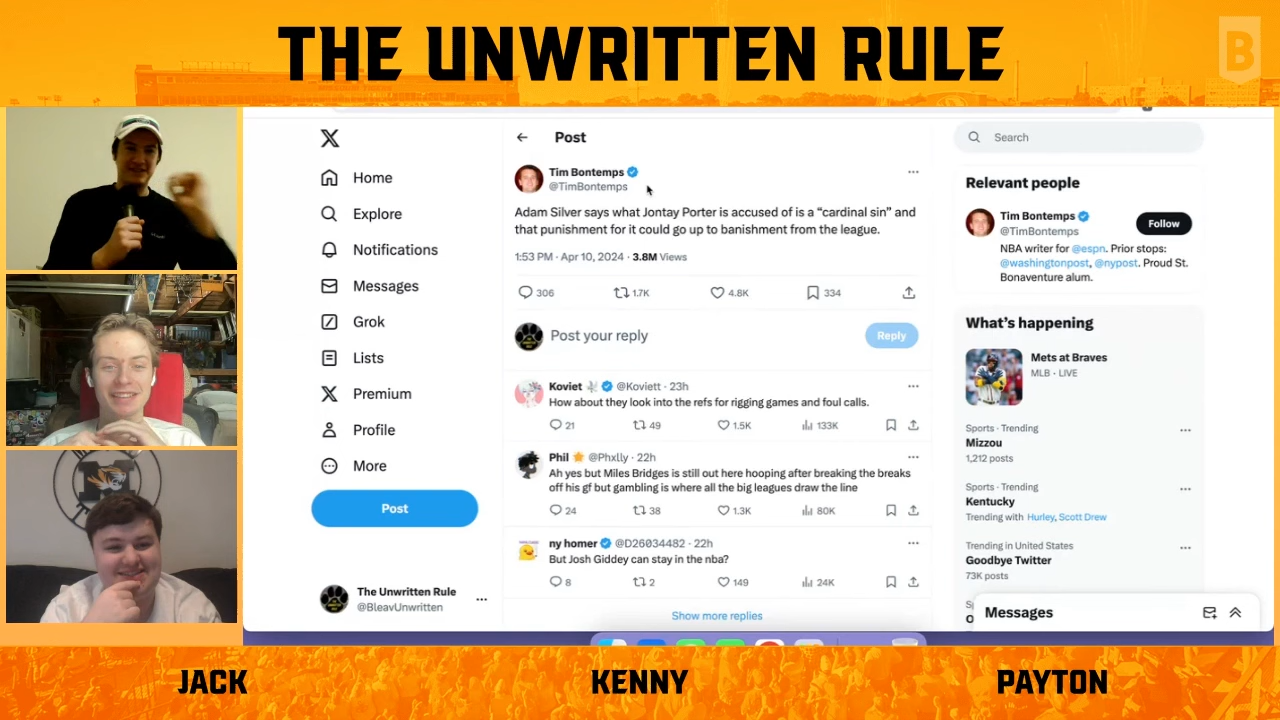 THE UNWRITTEN RULE
B
Home
Explore
Notifications
Messages
Grok
Lists
Premium
Profile
More
Post
The Unwritten Rule
@BleavUnwritten
Post
Tim Bontemps
@TimBontemps
Adam Silver says what Jontay Porter is accused of is a “cardinal sin” and
that punishment for it could go up to banishment from the league.
1:53 PM · Apr 10, 2024 · 3.8M Views
306 1.7K 4.8K 334
Post your reply
Reply
Koviet @Koviett · 23h
How about they look into the refs for rigging games and foul calls.
21 49 1.5K 133K
Phil @Phxlly · 22h
Ah yes but Miles Bridges is still out here hooping after breaking the breaks
off his gf but gambling is where all the big leagues draw the line
24 38 1.3K 80K
ny homer @D26034482 · 22h
But Josh Giddey can stay in the nba?
8 2 149 24K
Show more replies
Search
Relevant people
Tim Bontemps
@TimBontemps
Follow
NBA writer for @espn. Prior stops:
@washingtonpost, @nypost. Proud St.
Bonaventure alum.
What's happening
Mets at Braves
MLB · LIVE
Sports · Trending
Mizzou
1,212 posts
Sports · Trending
Kentucky
Trending with Hurley, Scott Drew
Trending in United States
Goodbye Twitter
73K posts
Messages
JACK
KENNY
PAYTON